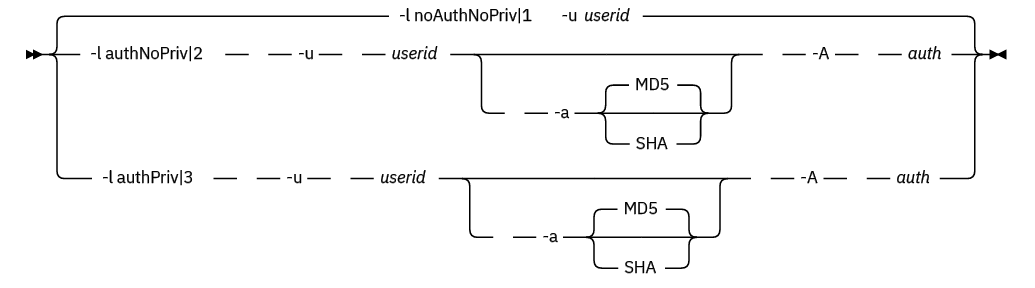 -l noAuthNoPriv|1 -u userid
-l authNoPriv|2 -u userid -A auth
MD5
-a
SHA
-l authPriv|3 -u userid -A auth
MD5
-a
SHA